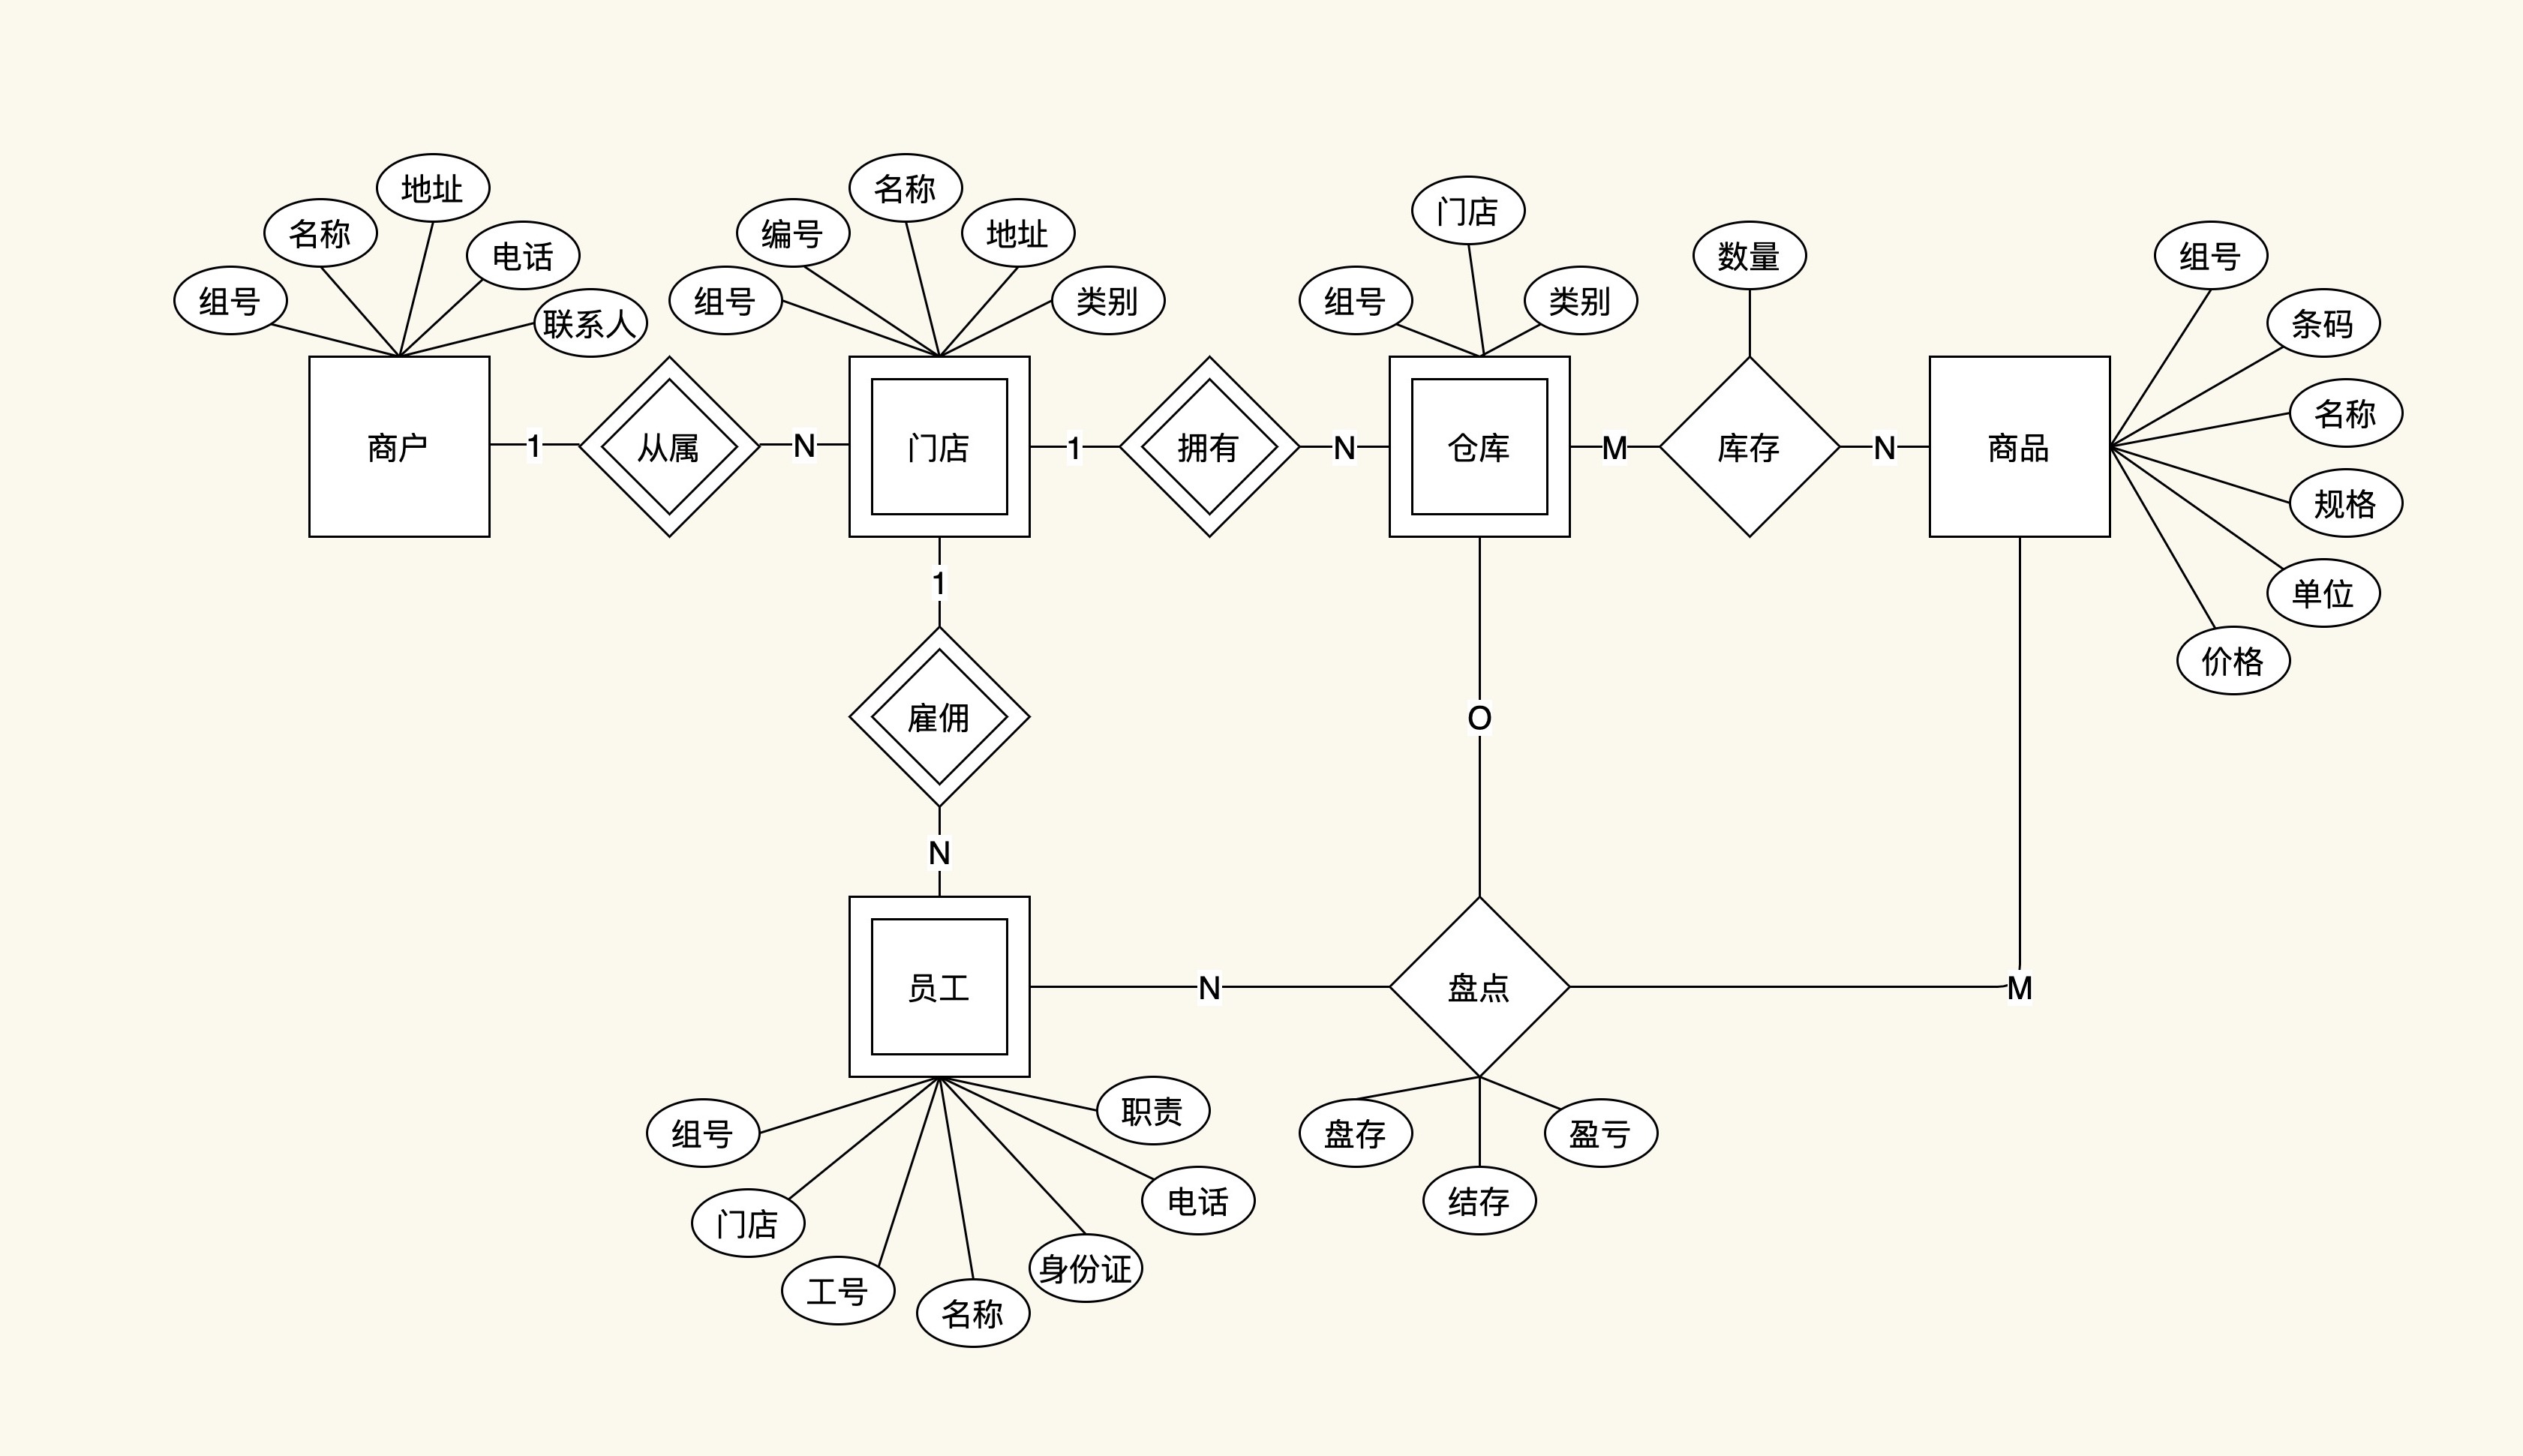 地址
名称
电话
组号
联系人
名称
编号
地址
组号
类别
门店
组号
类别
数量
组号
条码
名称
规格
单位
价格
商户
1
从属
N
门店
1
拥有
N
仓库
M
库存
N
商品
1
雇佣
N
O
员工
N
盘点
M
组号
门店
工号
名称
身份证
电话
职责
盘存
结存
盈亏